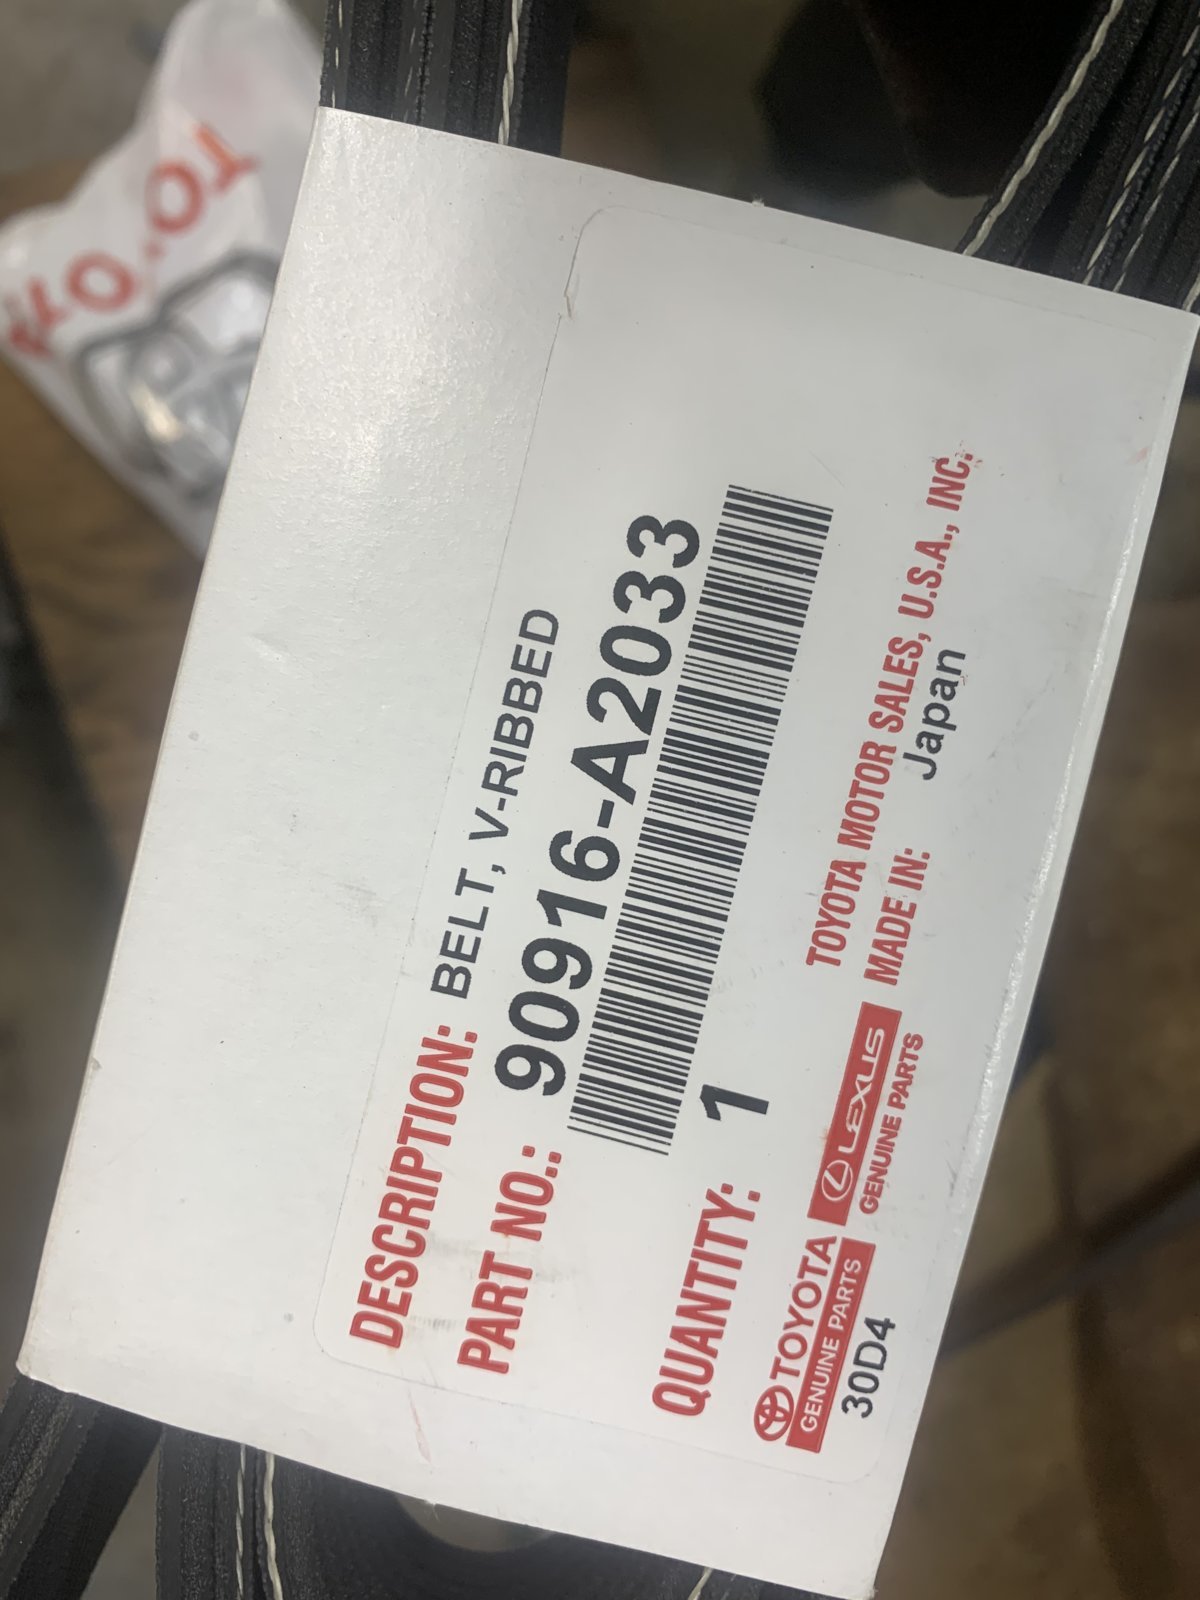 DESCRIPTION: BELT, V-RIBBED
PART NO.: 90916-A2033
QUANTITY: 1
TOYOTA
GENUINE PARTS
LEXUS
GENUINE PARTS
TOYOTA MOTOR SALES, U.S.A., INC.
MADE IN: Japan
30D4